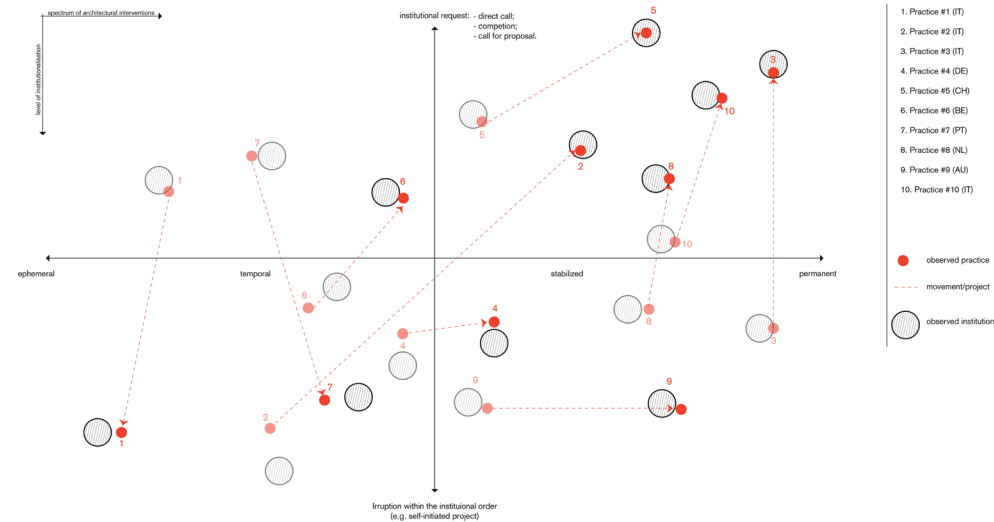 spectrum of architectural interventions
level of institutionalisation
institutional request: - direct call;
- competion;
- call for proposal.
5
3
10
5
7
2
8
1
6
10
ephemeral
temporal
stabilized
permanent
6
4
8
3
4
9
9
7
2
1
Irruption within the instituional order
(e.g. self-initiated project)
1. Practice #1 (IT)
2. Practice #2 (IT)
3. Practice #3 (IT)
4. Practice #4 (DE)
5. Practice #5 (CH)
6. Practice #6 (BE)
7. Practice #7 (PT)
8. Practice #8 (NL)
9. Practice #9 (AU)
10. Practice #10 (IT)
observed practice
movement/project
observed institution